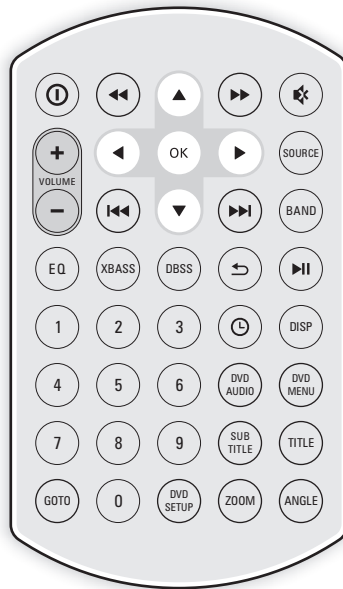 OK
SOURCE
+
VOLUME
−
BAND
EQ
XBASS
DBSS
1
2
3
DISP
4
5
6
DVD
AUDIO
DVD
MENU
7
8
9
SUB
TITLE
TITLE
GOTO
0
DVD
SETUP
ZOOM
ANGLE